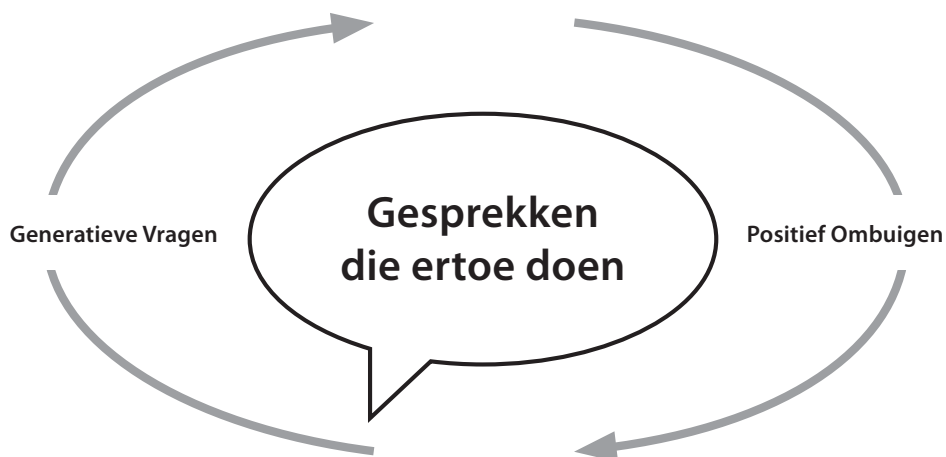 Gesprekken
die ertoe doen
Generatieve Vragen
Positief Ombuigen